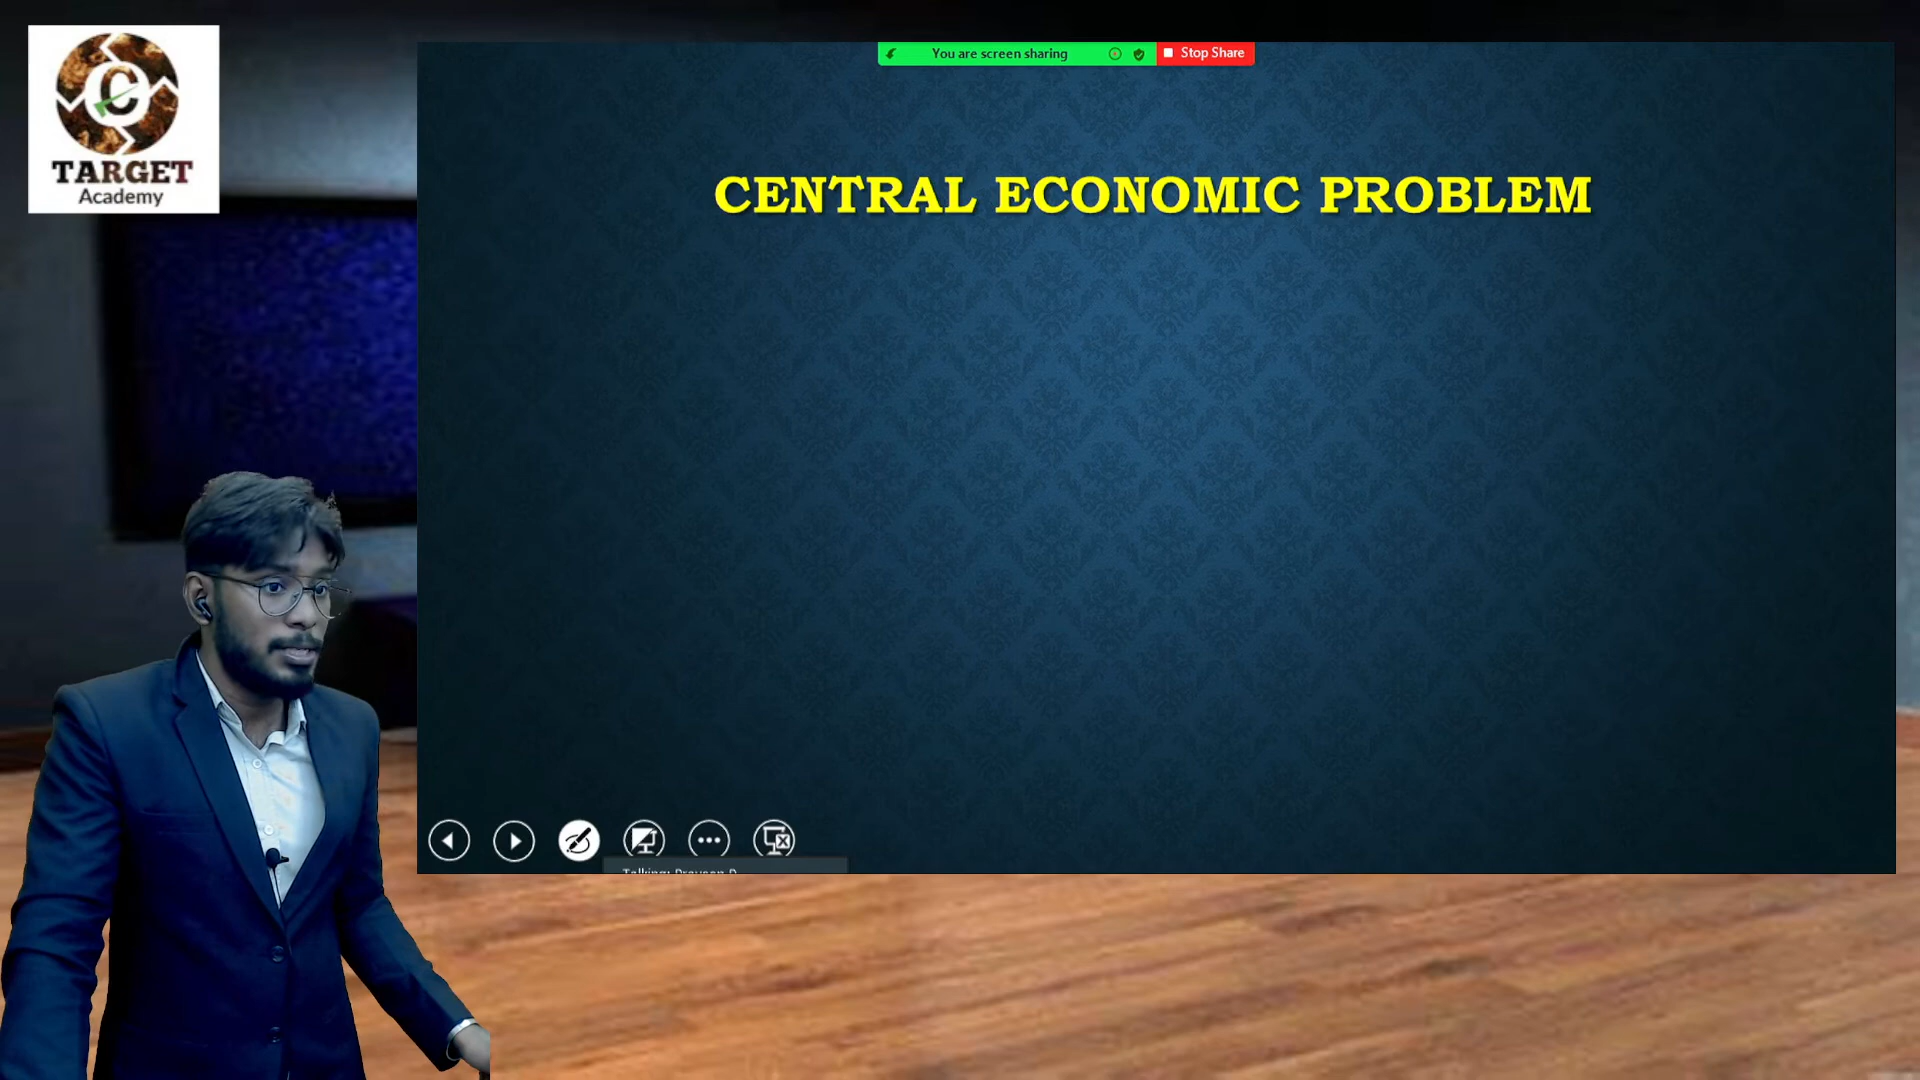 TARGET
Academy
You are screen sharing
Stop Share
CENTRAL ECONOMIC PROBLEM